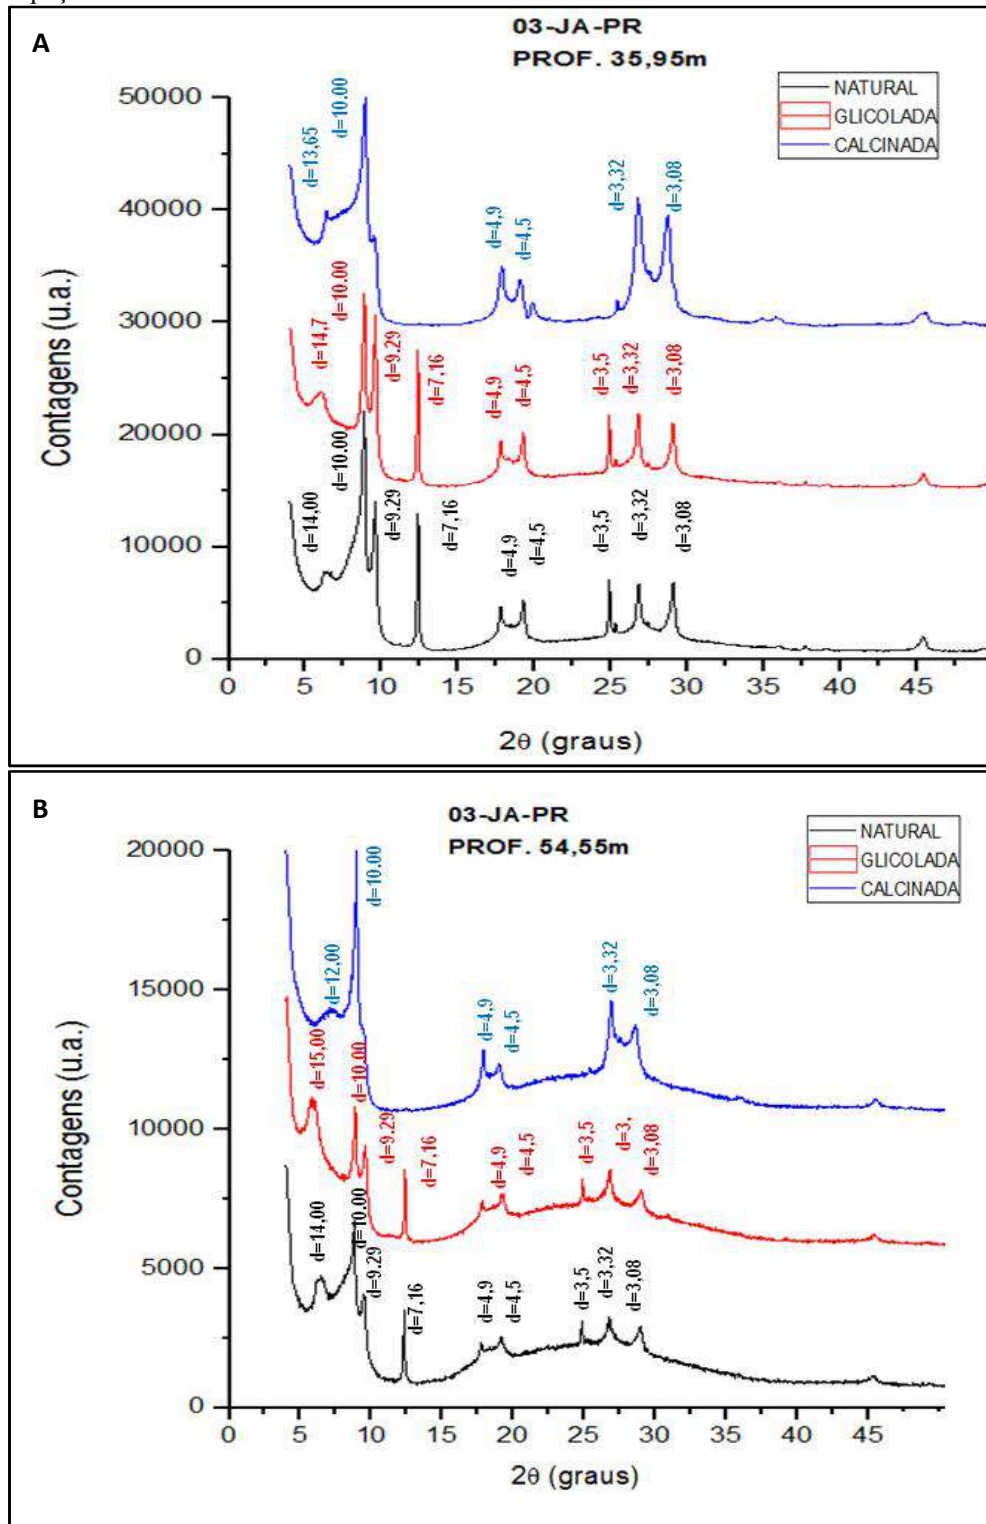 A
03-JA-PR
PROF. 35,95m
NATURAL
GLICOLADA
CALCINADA
Contagens (u.a.)
50000
40000
30000
20000
10000
0
d=13,65
d=10.00
d=4,9
d=4,5
d=3,32
d=3,08
d=14,7
d=10.00
d=9.29
d=7,16
d=4,9
d=4,5
d=3,5
d=3,32
d=3,08
d=14,00
d=10.00
d=9.29
d=7,16
d=4,9
d=4,5
d=3,5
d=3,32
d=3,08
0 5 10 15 20 25 30 35 40 45
2θ (graus)
B
03-JA-PR
PROF. 54,55m
NATURAL
GLICOLADA
CALCINADA
Contagens (u.a.)
20000
15000
10000
5000
0
d=12,00
d=10.00
d=4,9
d=4,5
d=3,32
d=3,08
d=15,00
d=10.00
d=9.29
d=7,16
d=4,9
d=4,5
d=3,5
d=3,
d=3,08
d=14,00
d=10.00
d=9.29
d=7,16
d=4,9
d=4,5
d=3,5
d=3,32
d=3,08
0 5 10 15 20 25 30 35 40 45
2θ (graus)